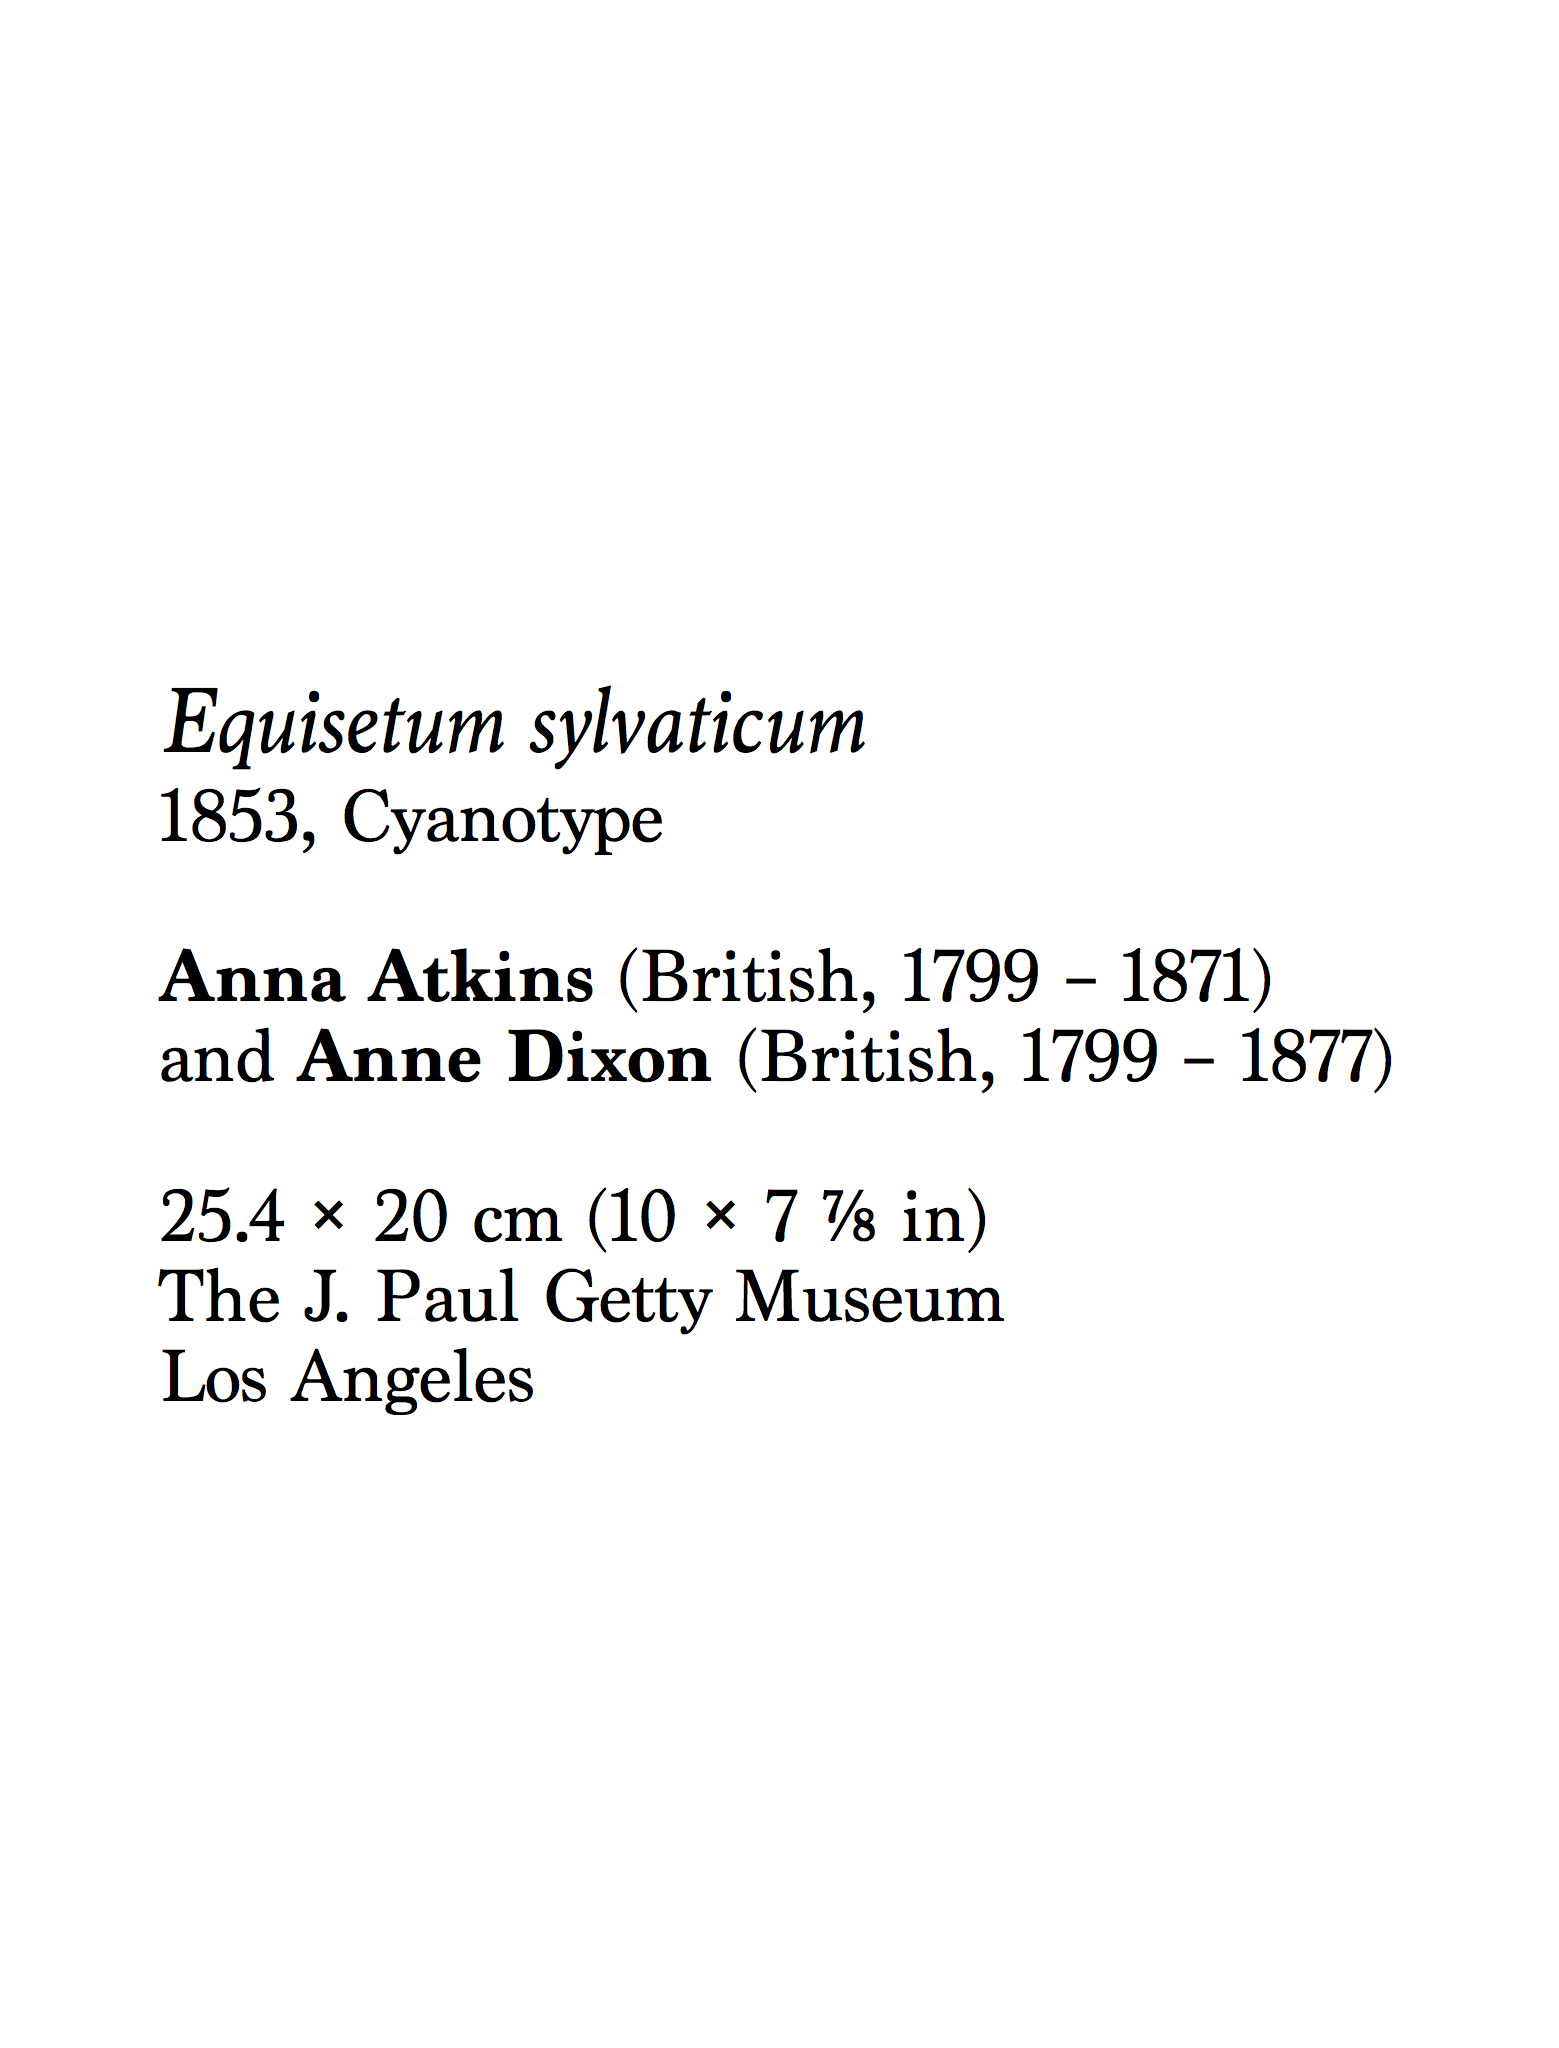 Equisetum sylvaticum
1853, Cyanotype
Anna Atkins (British, 1799 – 1871)
and Anne Dixon (British, 1799 – 1877)
25.4 × 20 cm (10 × 7 ⅞ in)
The J. Paul Getty Museum
Los Angeles